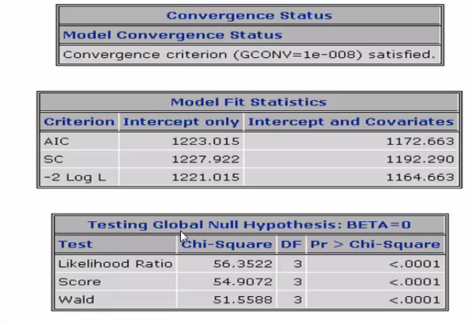 Convergence Status
Model Convergence Status
Convergence criterion (GCONV=1e-008) satisfied.
Model Fit Statistics
Criterion Intercept only Intercept and Covariates
AIC 1223.015 1172.663
SC 1227.922 1192.290
-2 Log L 1221.015 1164.663
Testing Global Null Hypothesis: BETA=0
Test Chi-Square DF Pr > Chi-Square
Likelihood Ratio 56.3522 3 <.0001
Score 54.9072 3 <.0001
Wald 51.5588 3 <.0001